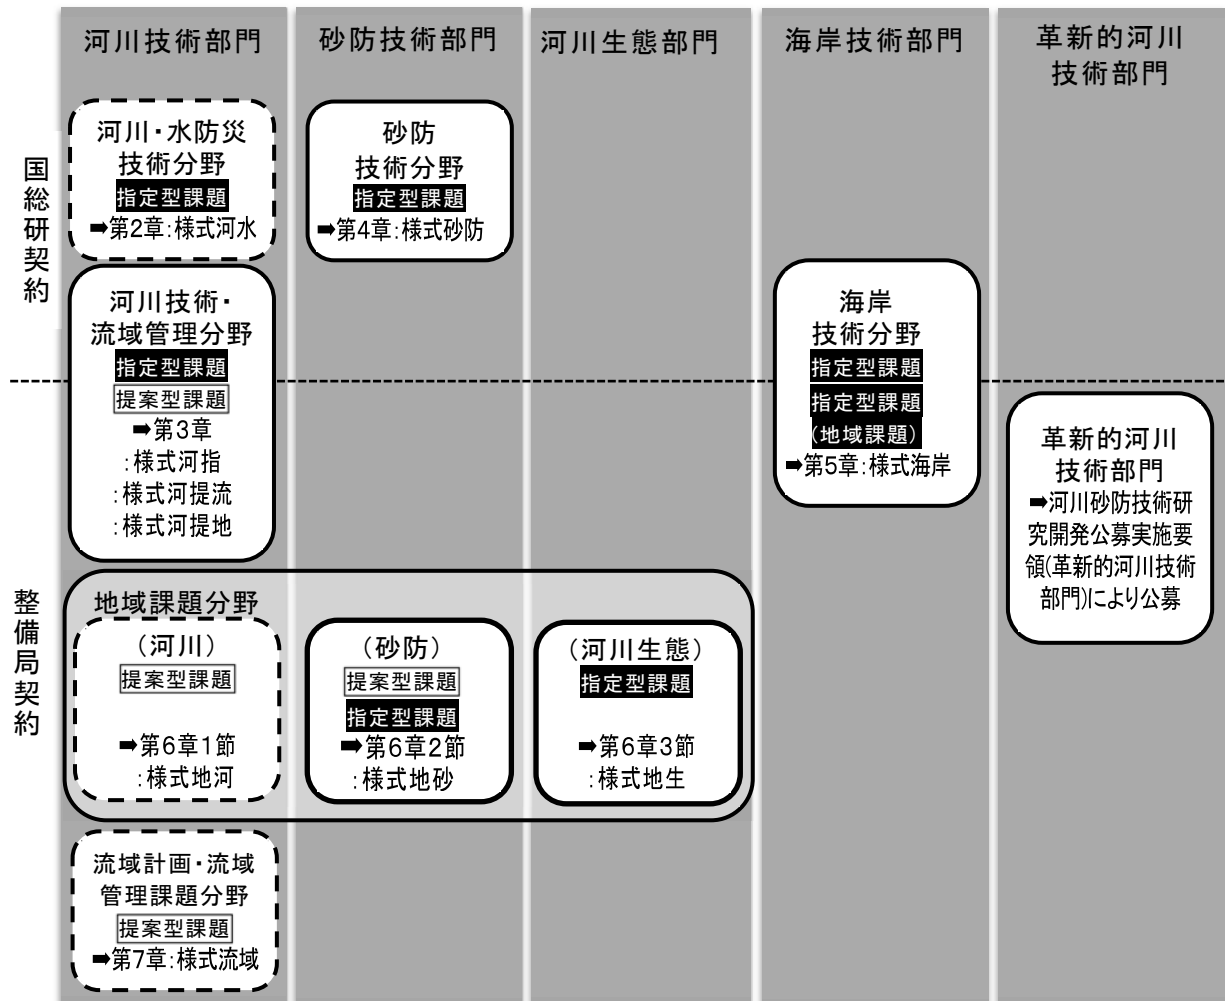 河川技術部門
砂防技術部門
河川生態部門
海岸技術部門
革新的河川
技術部門
国総研契約
河川・水防災
技術分野
指定型課題
➡第2章:様式河水
砂防
技術分野
指定型課題
➡第4章:様式砂防
河川技術・
流域管理分野
指定型課題
提案型課題
➡第3章
:様式河指
:様式河提流
:様式河提地
海岸
技術分野
指定型課題
指定型課題
(地域課題)
➡第5章:様式海岸
革新的河川
技術部門
➡河川砂防技術研
究開発公募実施要
領(革新的河川技術
部門)により公募
整備局契約
地域課題分野
(河川)
提案型課題
➡第6章1節
:様式地河
(砂防)
提案型課題
指定型課題
➡第6章2節
:様式地砂
(河川生態)
指定型課題
➡第6章3節
:様式地生
流域計画・流域
管理課題分野
提案型課題
➡第7章:様式流域